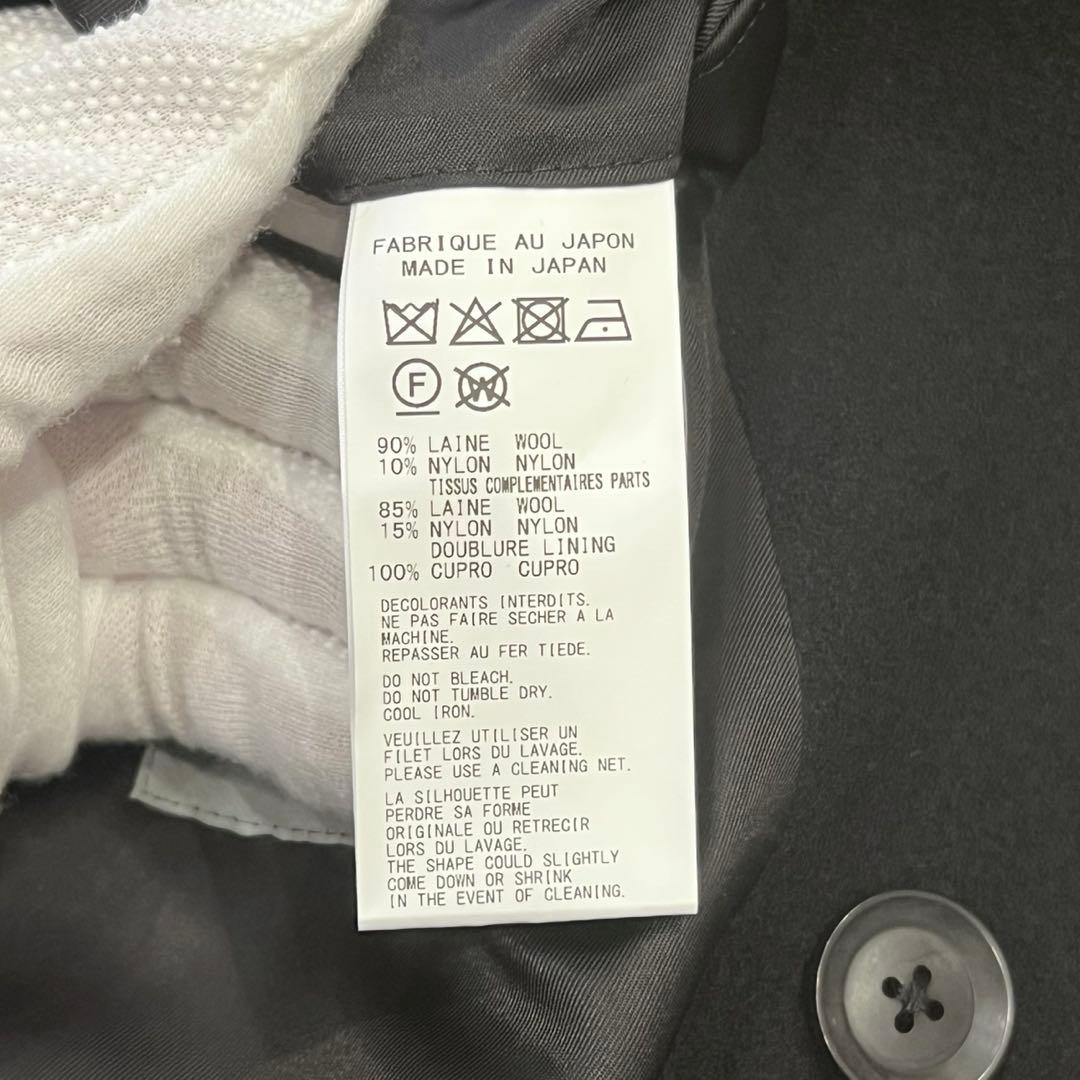 FABRIQUE AU JAPON
MADE IN JAPAN
F W
90% LAINE WOOL
10% NYLON NYLON
TISSUS COMPLEMENTAIRES PARTS
85% LAINE WOOL
15% NYLON NYLON
DOUBLURE LINING
100% CUPRO CUPRO
DECOLORANTS INTERDITS.
NE PAS FAIRE SECHER A LA
MACHINE.
REPASSER AU FER TIEDE.
DO NOT BLEACH.
DO NOT TUMBLE DRY.
COOL IRON.
VEUILLEZ UTILISER UN
FILET LORS DU LAVAGE.
PLEASE USE A CLEANING NET.
LA SILHOUETTE PEUT
PERDRE SA FORME
ORIGINALE OU RETRECIR
LORS DU LAVAGE.
THE SHAPE COULD SLIGHTLY
COME DOWN OR SHRINK
IN THE EVENT OF CLEANING.